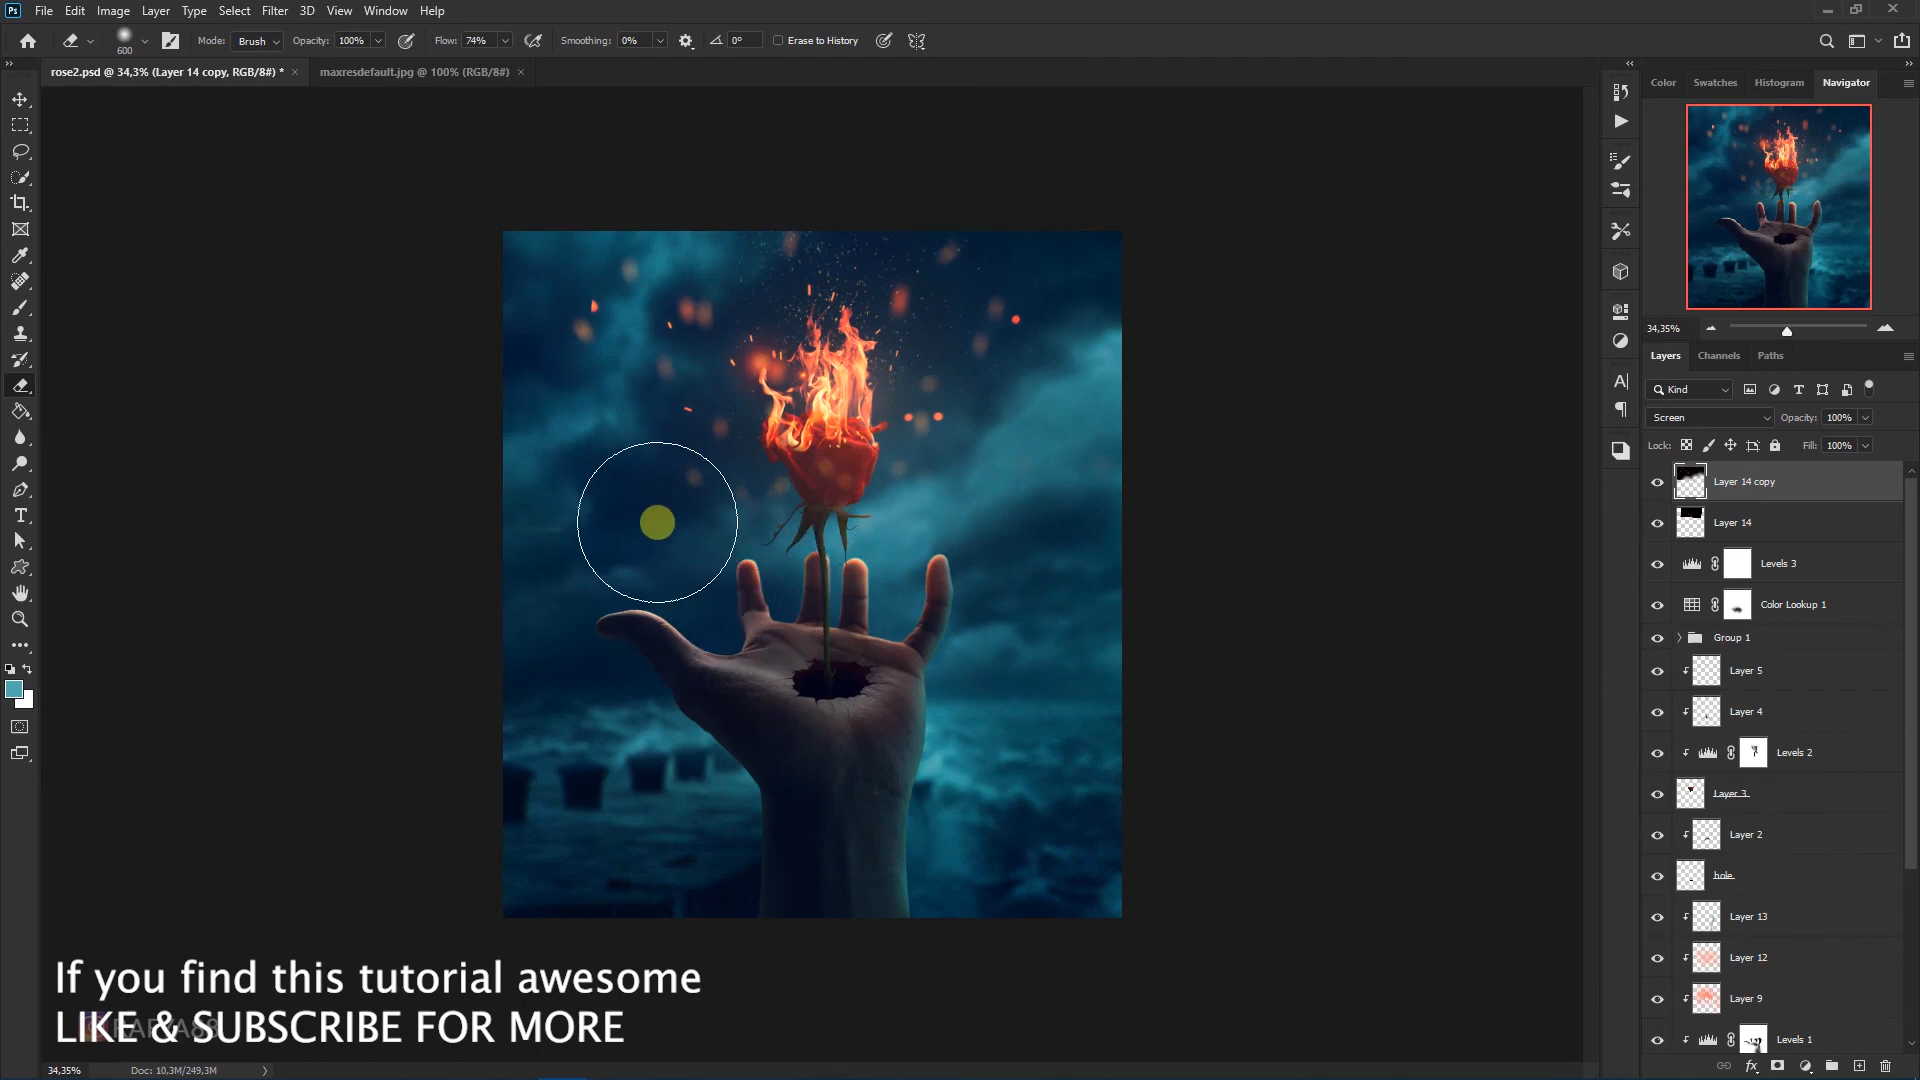 Ps File Edit Image Layer Type Select Filter 3D View Window Help
600 Mode: Brush Opacity: 100% Flow: 74% Smoothing: 0% 0° Erase to History
rose2.psd @ 34,3% (Layer 14 copy, RGB/8#) * maxresdefault.jpg @ 100% (RGB/8#)
Color Swatches Histogram Navigator
34,35%
Layers Channels Paths
Kind
Screen Opacity: 100%
Lock: Fill: 100%
Layer 14 copy
Layer 14
Levels 3
Color Lookup 1
Group 1
Layer 5
Layer 4
Levels 2
Layer 3
Layer 2
hole
Layer 13
Layer 12
Layer 9
Levels 1
fx
If you find this tutorial awesome
LIKE & SUBSCRIBE FOR MORE
34,35% Doc: 10,3M/249,3M